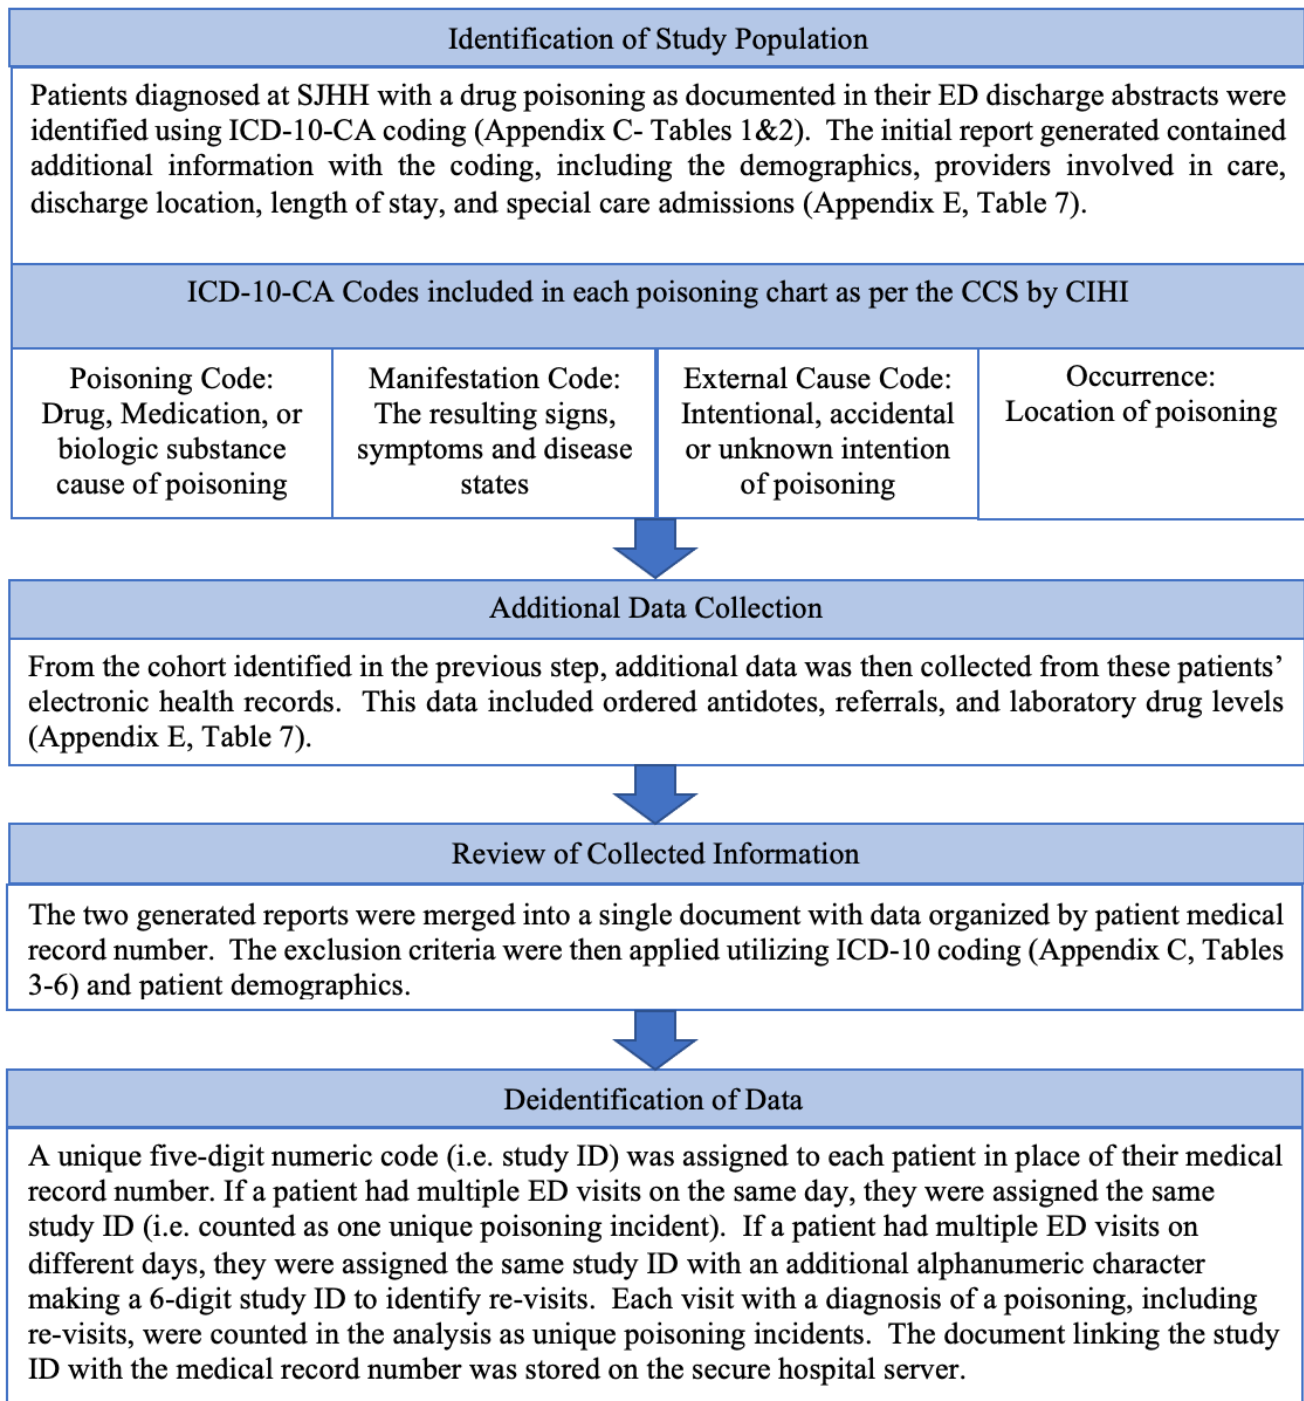 Identification of Study Population
Patients diagnosed at SJHH with a drug poisoning as documented in their ED discharge abstracts were
identified using ICD-10-CA coding (Appendix C- Tables 1&2). The initial report generated contained
additional information with the coding, including the demographics, providers involved in care,
discharge location, length of stay, and special care admissions (Appendix E, Table 7).
ICD-10-CA Codes included in each poisoning chart as per the CCS by CIHI
Poisoning Code:
Drug, Medication, or
biologic substance
cause of poisoning
Manifestation Code:
The resulting signs,
symptoms and disease
states
External Cause Code:
Intentional, accidental
or unknown intention
of poisoning
Occurrence:
Location of poisoning
Additional Data Collection
From the cohort identified in the previous step, additional data was then collected from these patients’
electronic health records. This data included ordered antidotes, referrals, and laboratory drug levels
(Appendix E, Table 7).
Review of Collected Information
The two generated reports were merged into a single document with data organized by patient medical
record number. The exclusion criteria were then applied utilizing ICD-10 coding (Appendix C, Tables
3-6) and patient demographics.
Deidentification of Data
A unique five-digit numeric code (i.e. study ID) was assigned to each patient in place of their medical
record number. If a patient had multiple ED visits on the same day, they were assigned the same
study ID (i.e. counted as one unique poisoning incident). If a patient had multiple ED visits on
different days, they were assigned the same study ID with an additional alphanumeric character
making a 6-digit study ID to identify re-visits. Each visit with a diagnosis of a poisoning, including
re-visits, were counted in the analysis as unique poisoning incidents. The document linking the study
ID with the medical record number was stored on the secure hospital server.